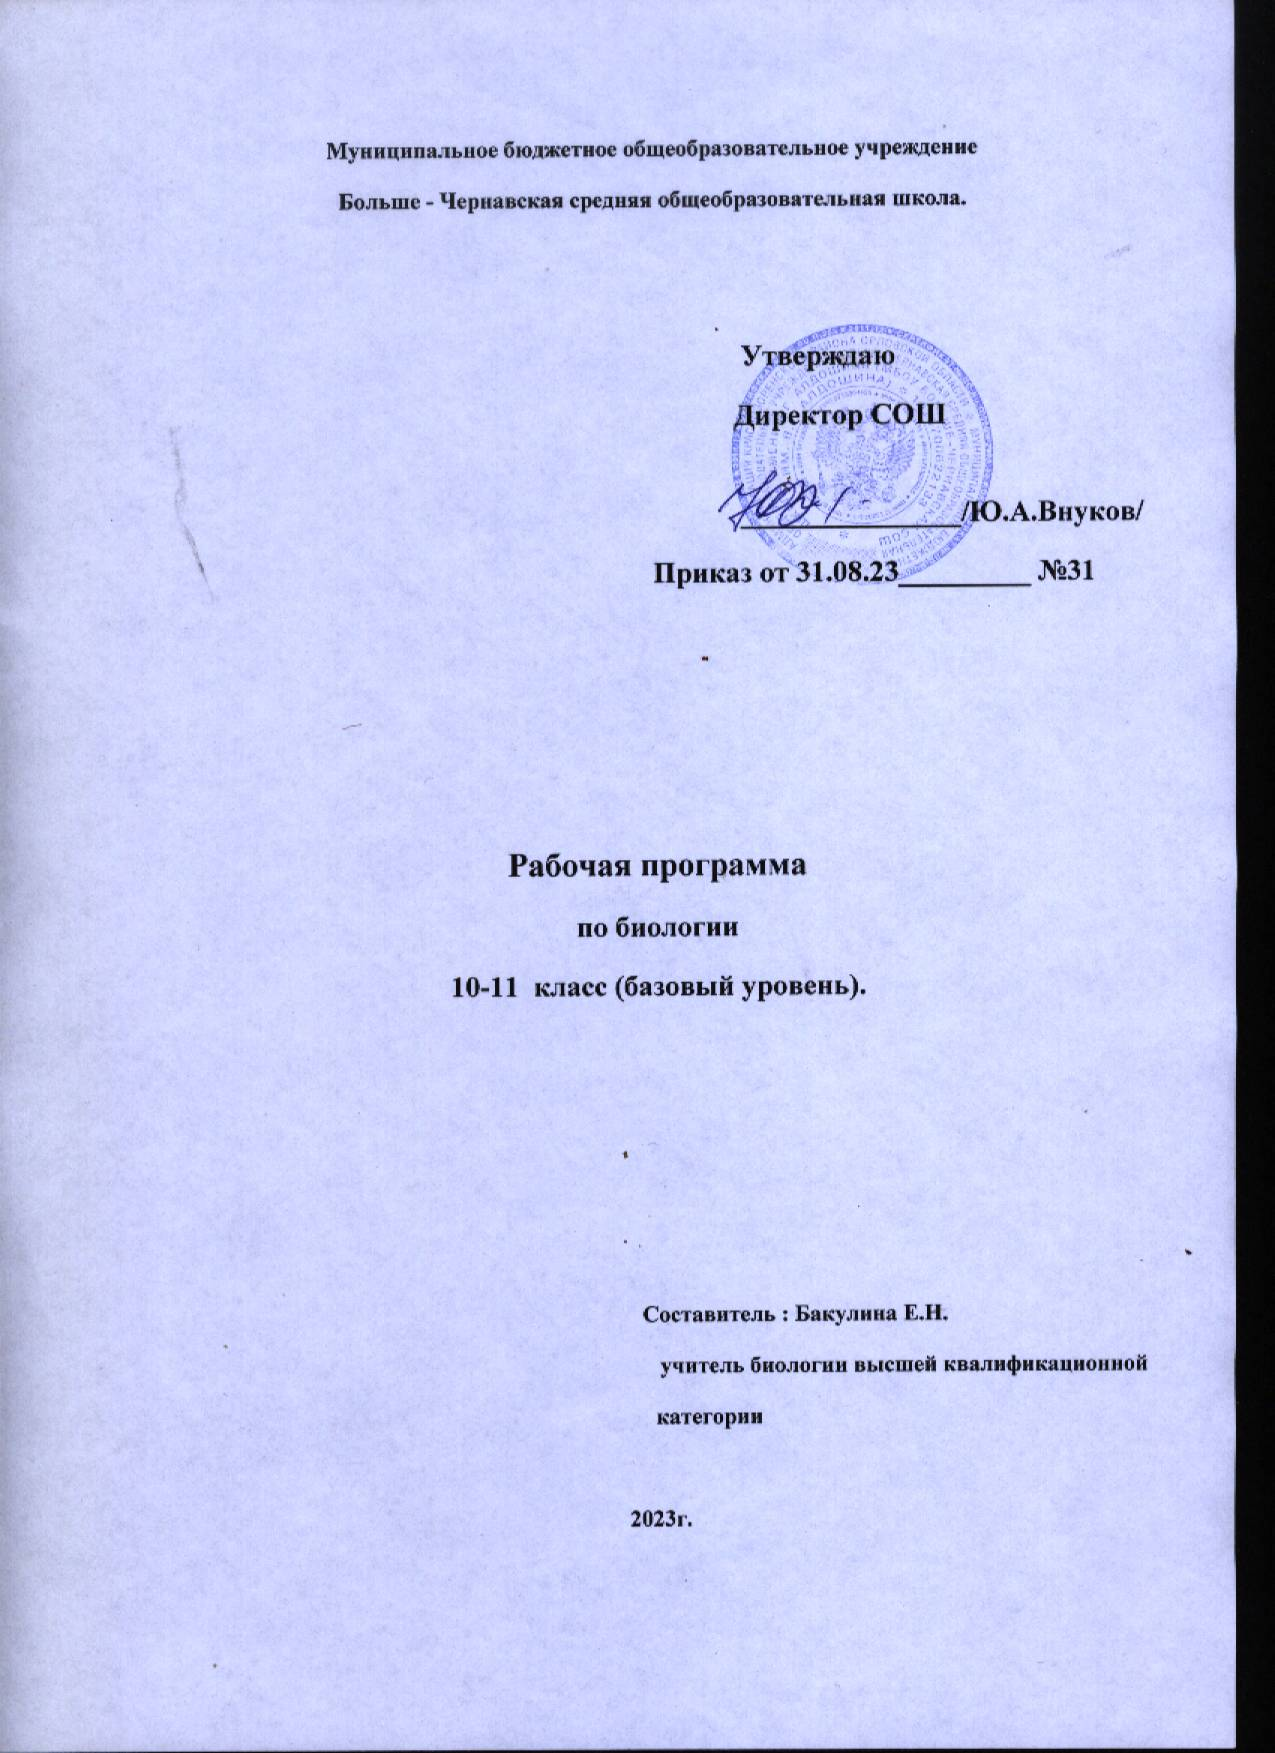 Муниципальное бюджетное общеобразовательное учреждение
Больше - Чернавская средняя общеобразовательная школа.
Утверждаю
Директор СОШ
____________/Ю.А.Внуков/
Приказ от 31.08.23_________ №31
Рабочая программа
по биологии
10-11 класс (базовый уровень).
Составитель : Бакулина Е.Н.
учитель биологии высшей квалификационной
категории
2023г.